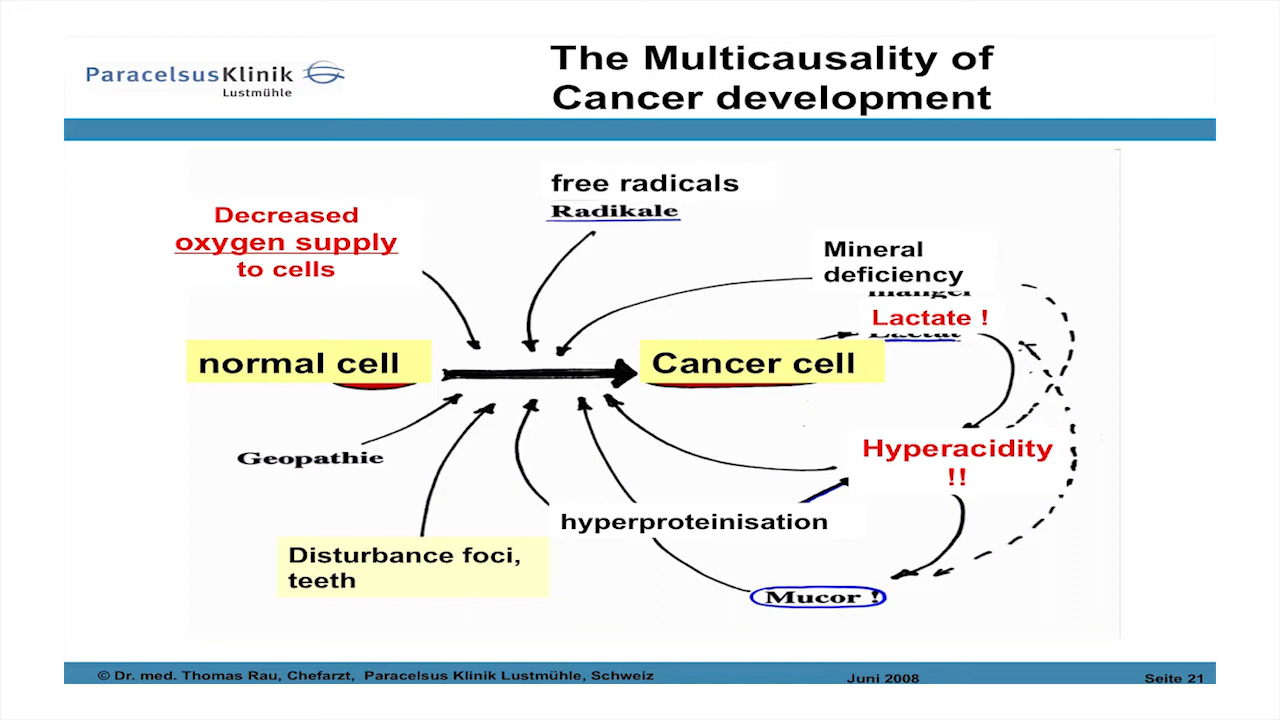 ParacelsusKlinik
Lustmühle
The Multicausality of
Cancer development
free radicals
Radikale
Decreased
oxygen supply
to cells
Mineral
deficiency
Lactate !
normal cell
Cancer cell
Geopathie
Hyperacidity
!!
hyperproteinisation
Disturbance foci,
teeth
Mucor !
© Dr. med. Thomas Rau, Chefarzt, Paracelsus Klinik Lustmühle, Schweiz
Juni 2008
Seite 21